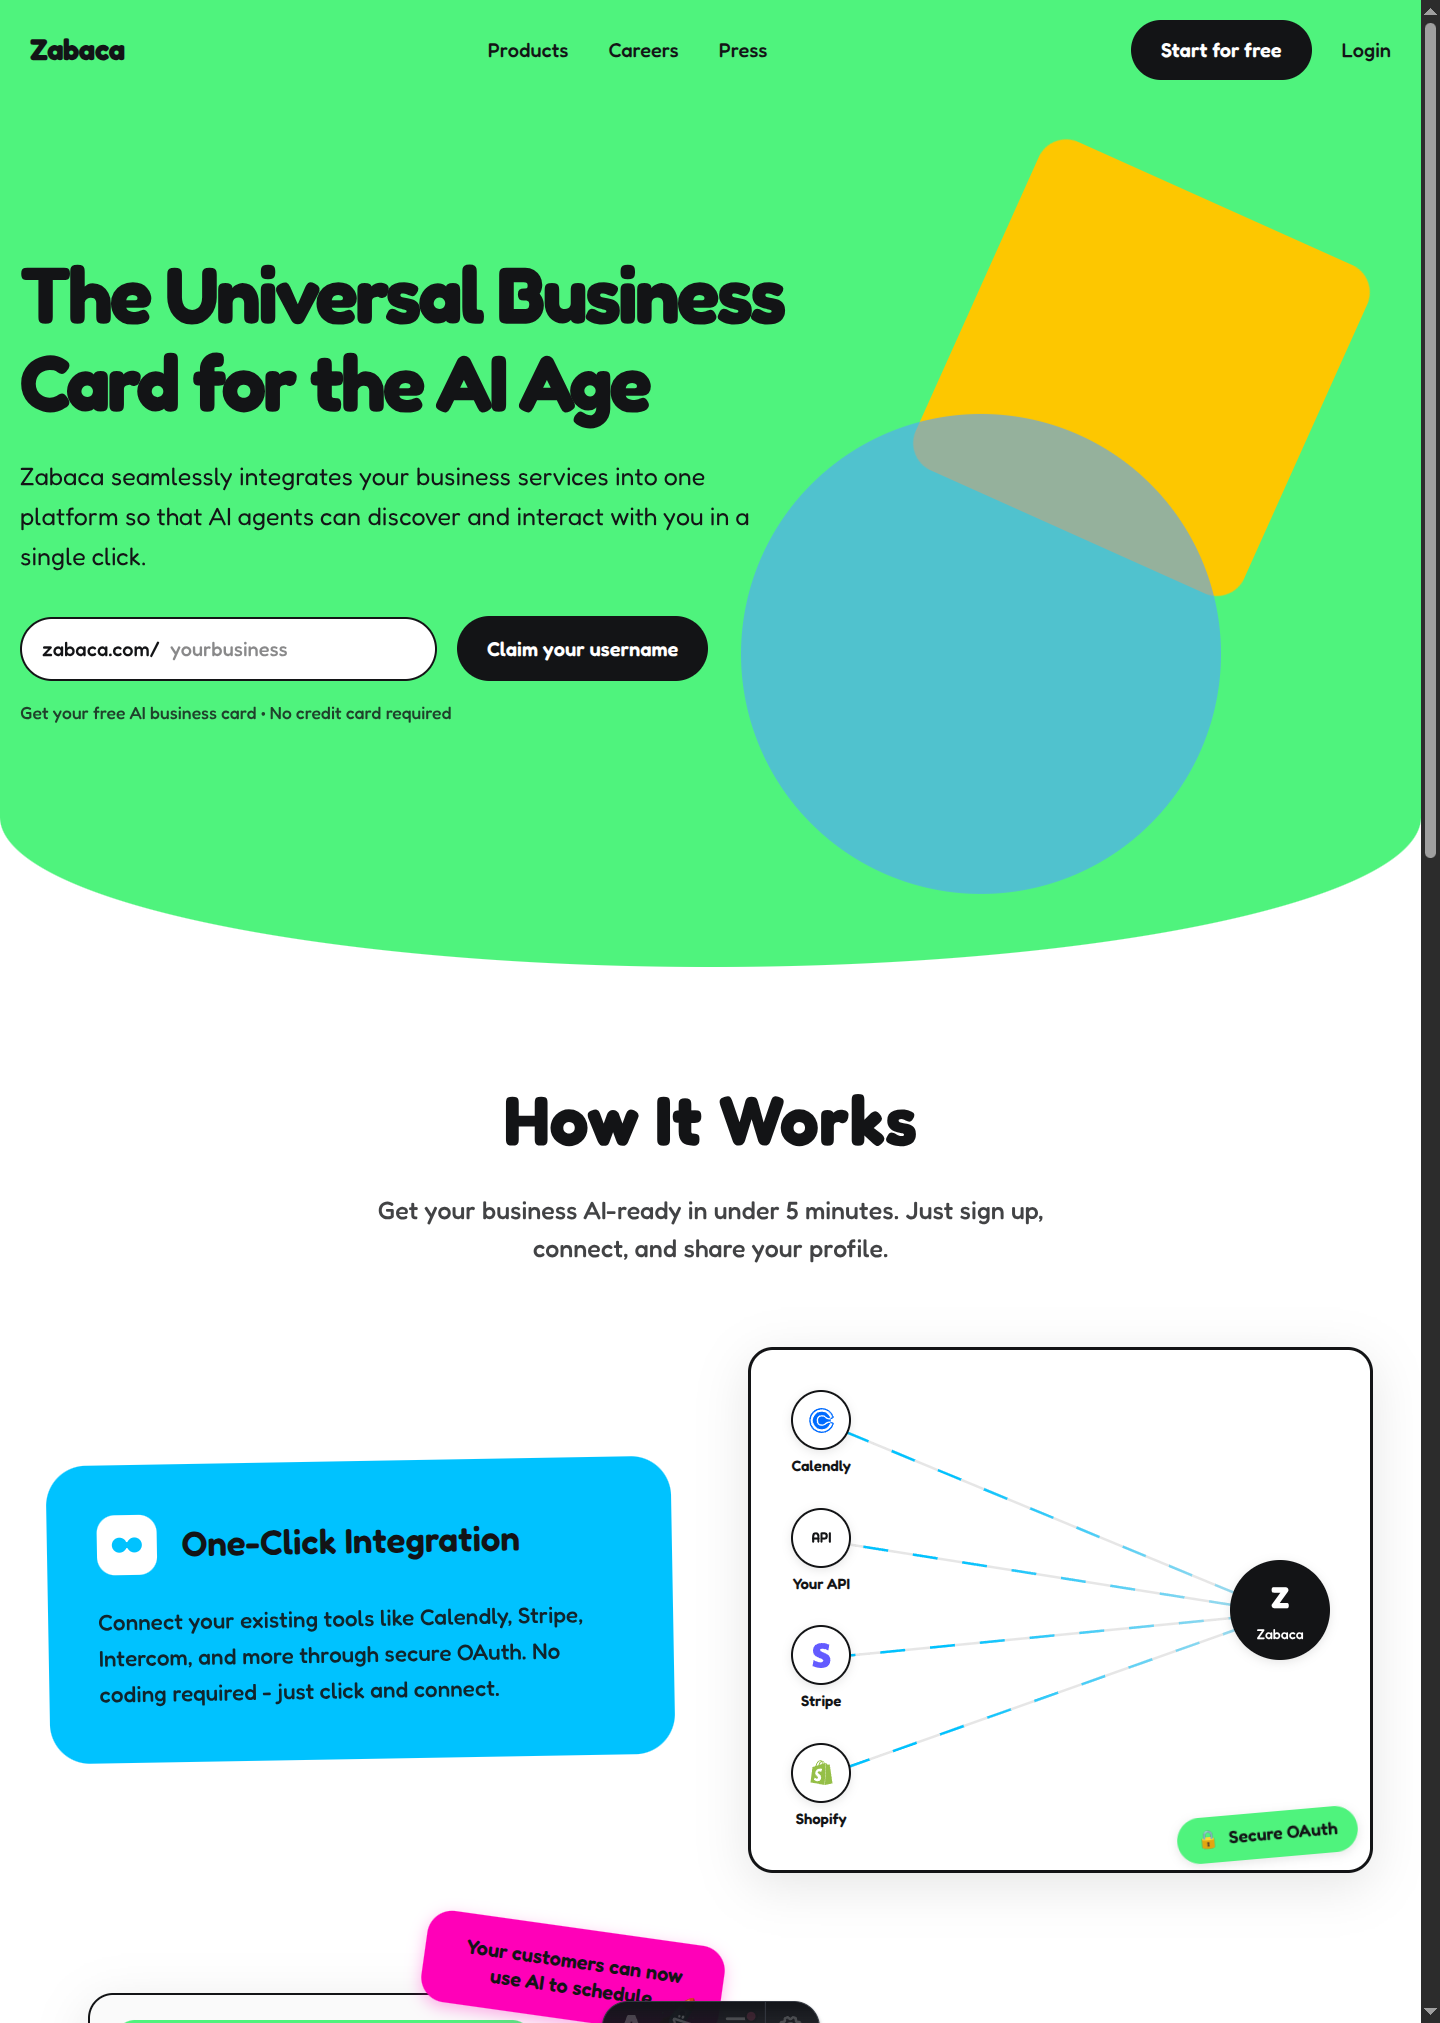 Zabaca
Products
Careers
Press
Start for free
Login
The Universal Business
Card for the AI Age
Zabaca seamlessly integrates your business services into one
platform so that AI agents can discover and interact with you in a
single click.
zabaca.com/ yourbusiness
Claim your username
Get your free AI business card • No credit card required
How It Works
Get your business AI-ready in under 5 minutes. Just sign up,
connect, and share your profile.
One-Click Integration
Connect your existing tools like Calendly, Stripe,
Intercom, and more through secure OAuth. No
coding required - just click and connect.
Calendly
API
Your API
S
Stripe
S
Shopify
Z
Zabaca
🔒 Secure OAuth
Your customers can now
use AI to schedule